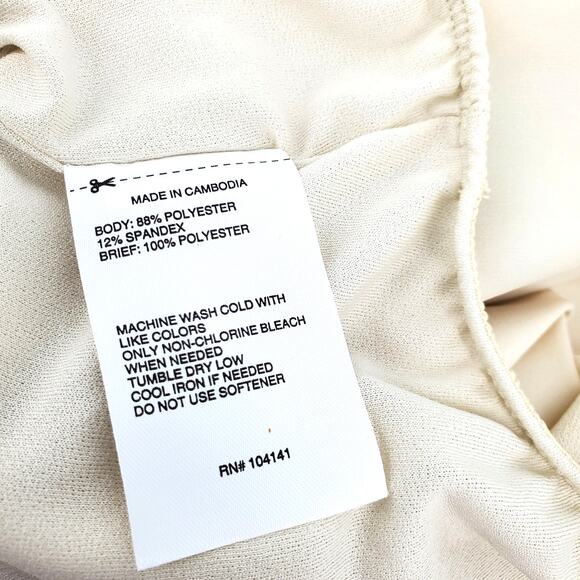 MADE IN CAMBODIA
BODY: 88% POLYESTER
12% SPANDEX
BRIEF: 100% POLYESTER
MACHINE WASH COLD WITH
LIKE COLORS
ONLY NON-CHLORINE BLEACH
WHEN NEEDED
TUMBLE DRY LOW
COOL IRON IF NEEDED
DO NOT USE SOFTENER
RN# 104141